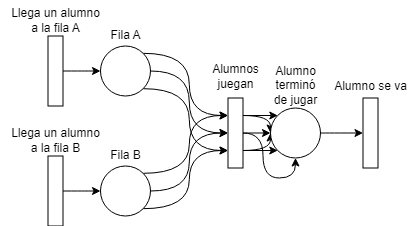 Llega un alumno
a la fila A
Fila A
Alumnos
juegan
Alumno
terminó
de jugar
Alumno se va
Llega un alumno
a la fila B
Fila B